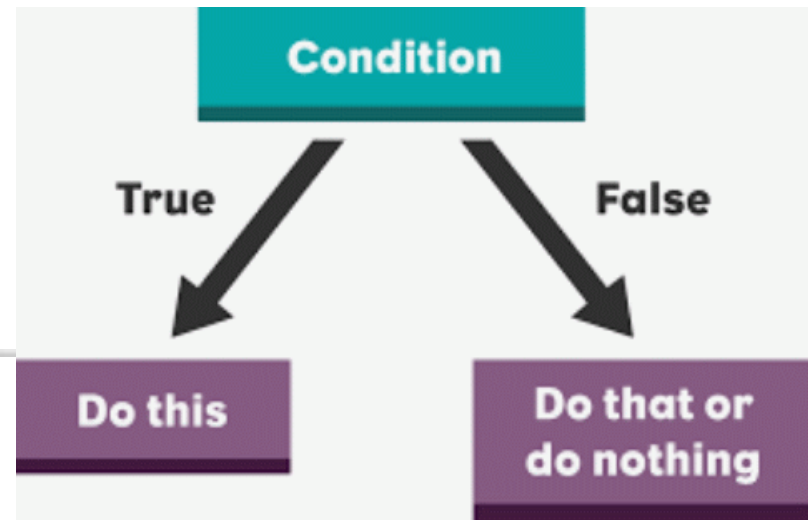 Condition
True
False
Do this
Do that or
do nothing